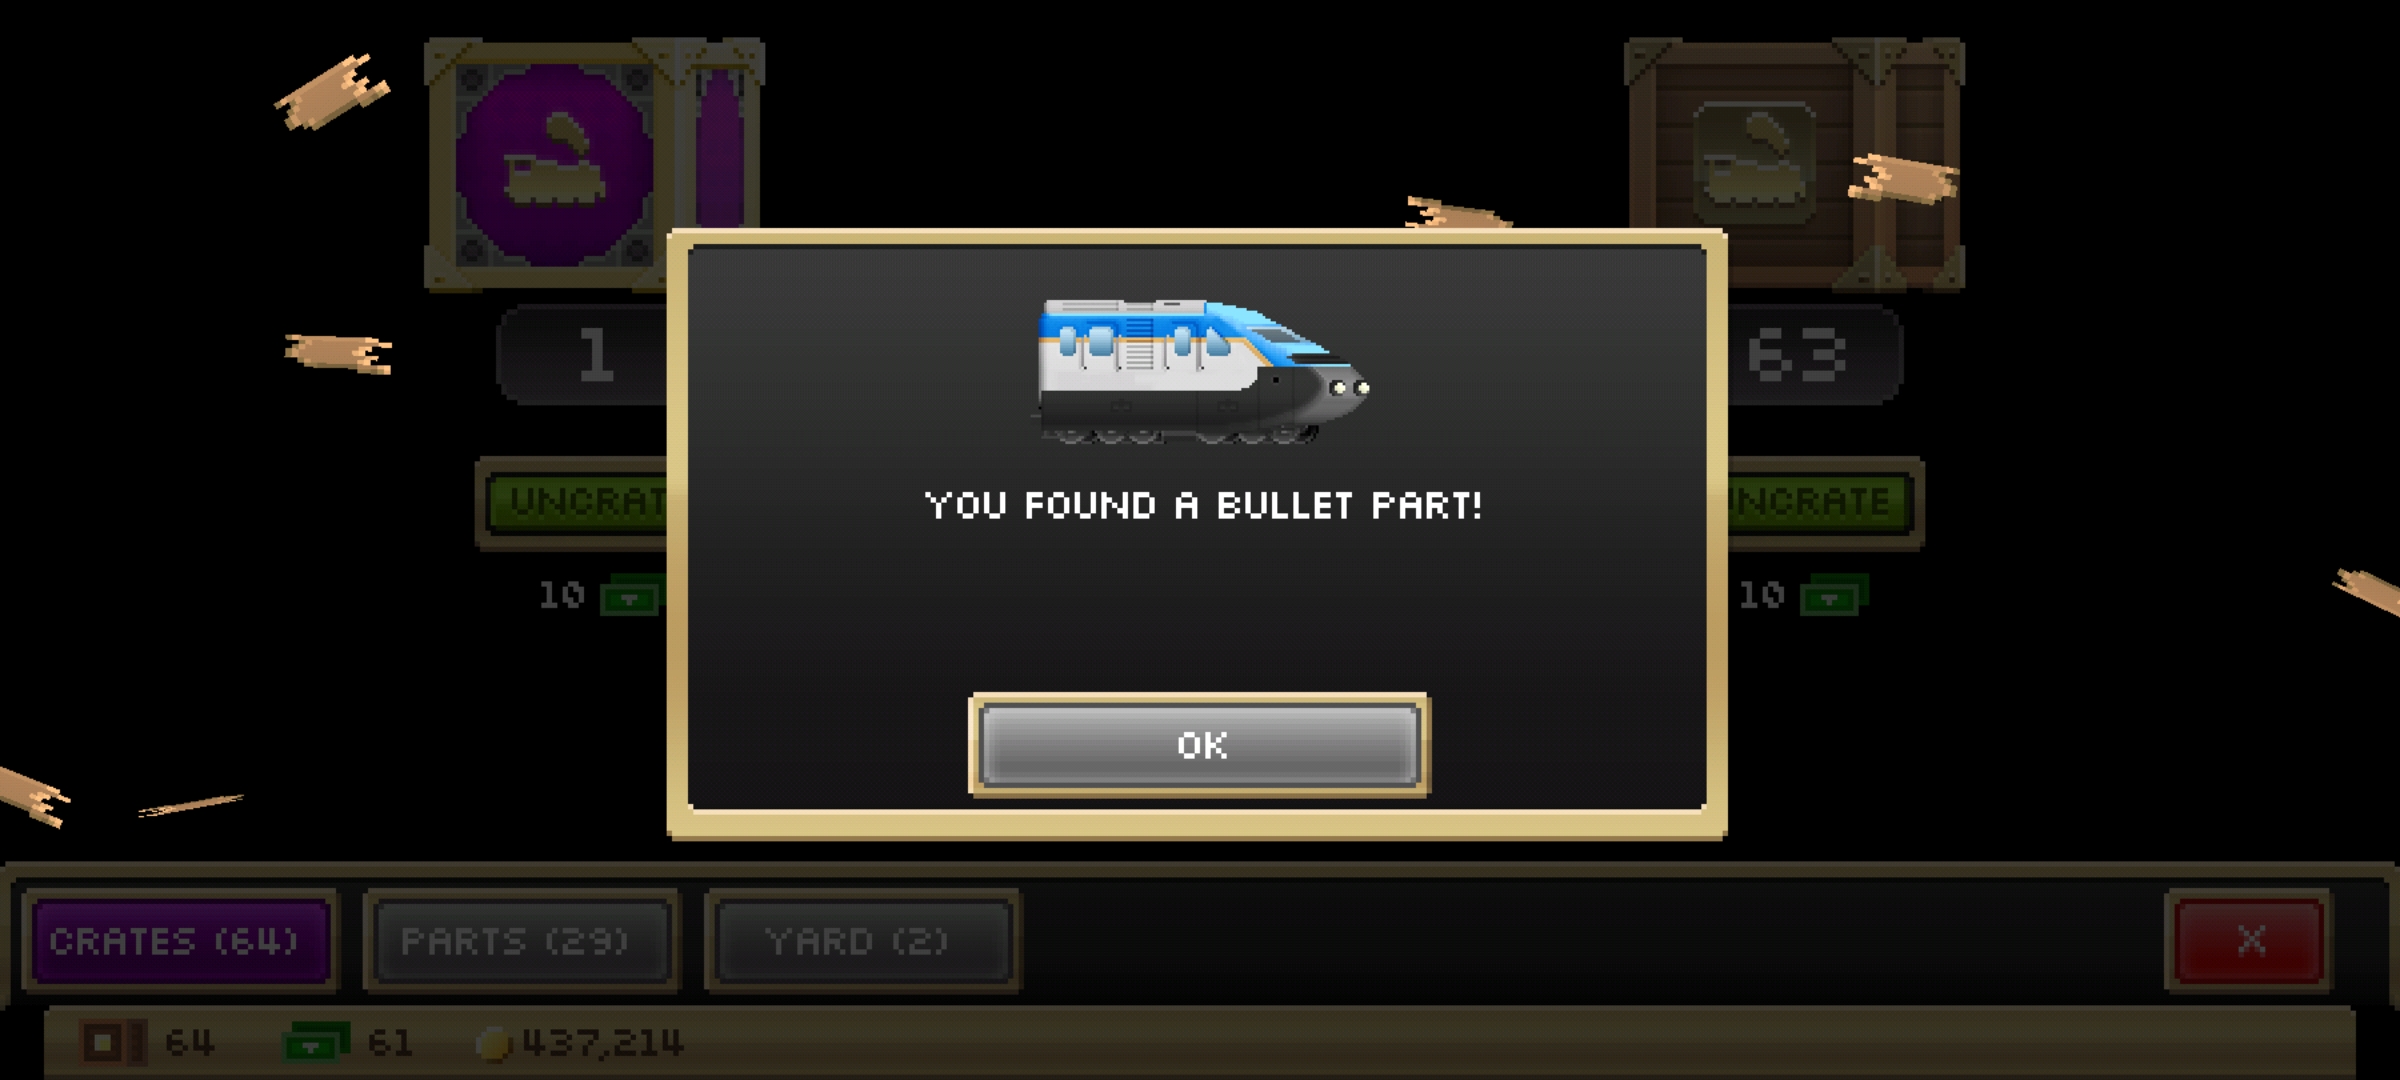 1
63
UNCRAT
NCRATE
10
10
YOU FOUND A BULLET PART!
OK
CRATES (64)
PARTS (29)
YARD (2)
X
64
61
437,214